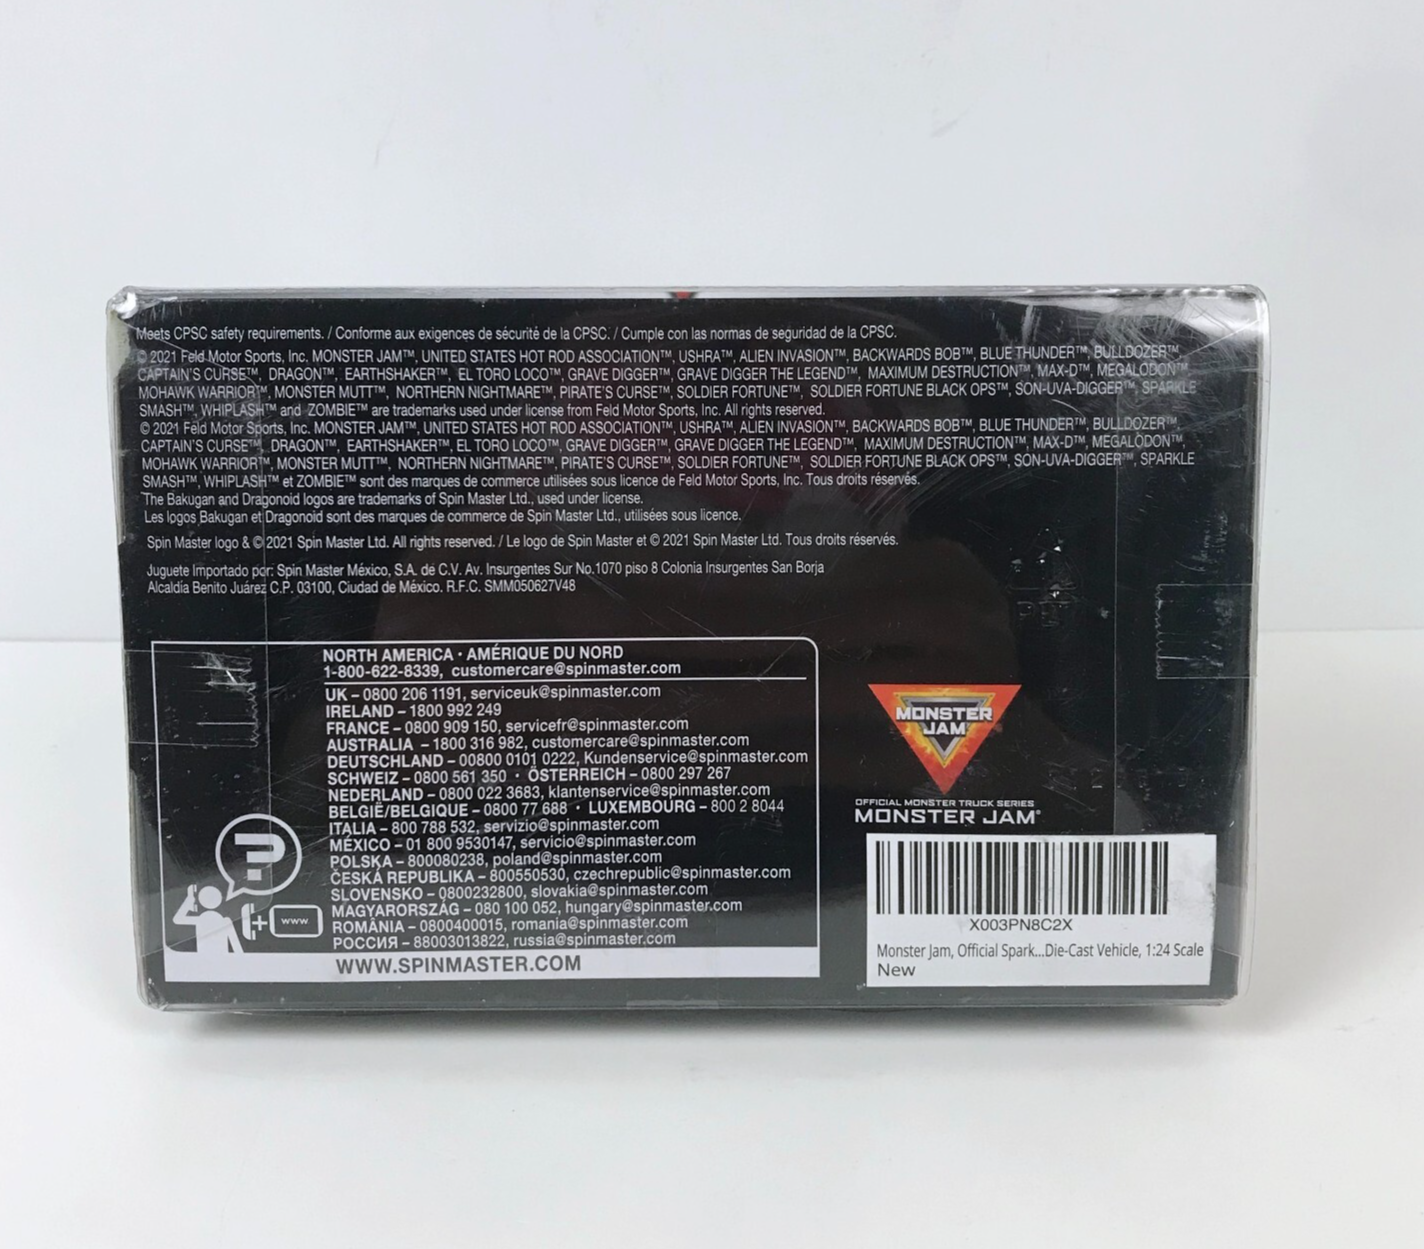 Meets CPSC safety requirements. / Conforme aux exigences de sécurité de la CPSC. / Cumple con las normas de seguridad de la CPSC.
© 2021 Feld Motor Sports, Inc. MONSTER JAM™, UNITED STATES HOT ROD ASSOCIATION™, USHRA™, ALIEN INVASION™, BACKWARDS BOB™, BLUE THUNDER™, BULLDOZER™,
CAPTAIN'S CURSE™, DRAGON™, EARTHSHAKER™, EL TORO LOCO™, GRAVE DIGGER™, GRAVE DIGGER THE LEGEND™, MAXIMUM DESTRUCTION™, MAX-D™, MEGALODON™,
MOHAWK WARRIOR™, MONSTER MUTT™, NORTHERN NIGHTMARE™, PIRATE'S CURSE™, SOLDIER FORTUNE™, SOLDIER FORTUNE BLACK OPS™, SON-UVA-DIGGER™, SPARKLE
SMASH™, WHIPLASH™ and ZOMBIE™ are trademarks used under license from Feld Motor Sports, Inc. All rights reserved.
© 2021 Feld Motor Sports, Inc. MONSTER JAM™, UNITED STATES HOT ROD ASSOCIATION™, USHRA™, ALIEN INVASION™, BACKWARDS BOB™, BLUE THUNDER™, BULLDOZER™,
CAPTAIN'S CURSE™, DRAGON™, EARTHSHAKER™, EL TORO LOCO™, GRAVE DIGGER™, GRAVE DIGGER THE LEGEND™, MAXIMUM DESTRUCTION™, MAX-D™, MEGALODON™,
MOHAWK WARRIOR™, MONSTER MUTT™, NORTHERN NIGHTMARE™, PIRATE'S CURSE™, SOLDIER FORTUNE™, SOLDIER FORTUNE BLACK OPS™, SON-UVA-DIGGER™, SPARKLE
SMASH™, WHIPLASH™ et ZOMBIE™ sont des marques de commerce utilisées sous licence de Feld Motor Sports, Inc. Tous droits réservés.
The Bakugan and Dragonoid logos are trademarks of Spin Master Ltd., used under license.
Les logos Bakugan et Dragonoid sont des marques de commerce de Spin Master Ltd., utilisées sous licence.
Spin Master logo & © 2021 Spin Master Ltd. All rights reserved. / Le logo de Spin Master et © 2021 Spin Master Ltd. Tous droits réservés.
Juguete Importado por: Spin Master México, S.A. de C.V. Av. Insurgentes Sur No.1070 piso 8 Colonia Insurgentes San Borja
Alcaldia Benito Juárez C.P. 03100, Ciudad de México. R.F.C. SMM050627V48
NORTH AMERICA · AMÉRIQUE DU NORD
1-800-622-8339, customercare@spinmaster.com
UK – 0800 206 1191, serviceuk@spinmaster.com
IRELAND – 1800 992 249
FRANCE – 0800 909 150, servicefr@spinmaster.com
AUSTRALIA – 1800 316 982, customercare@spinmaster.com
DEUTSCHLAND – 00800 0101 0222, Kundenservice@spinmaster.com
SCHWEIZ – 0800 561 350 · ÖSTERREICH – 0800 297 267
NEDERLAND – 0800 022 3683, klantenservice@spinmaster.com
BELGIË/BELGIQUE – 0800 77 688 · LUXEMBOURG – 800 2 8044
ITALIA – 800 788 532, servizio@spinmaster.com
MÉXICO – 01 800 9530147, servicio@spinmaster.com
POLSKA – 800080238, poland@spinmaster.com
ČESKÁ REPUBLIKA – 800550530, czechrepublic@spinmaster.com
SLOVENSKO – 0800232800, slovakia@spinmaster.com
MAGYARORSZÁG – 080 100 052, hungary@spinmaster.com
ROMÂNIA – 0800400015, romania@spinmaster.com
РОССИЯ – 88003013822, russia@spinmaster.com
www
WWW.SPINMASTER.COM
PET
MONSTER
JAM
OFFICIAL MONSTER TRUCK SERIES
MONSTER JAM®
X003PN8C2X
Monster Jam, Official Spark...Die-Cast Vehicle, 1:24 Scale
New